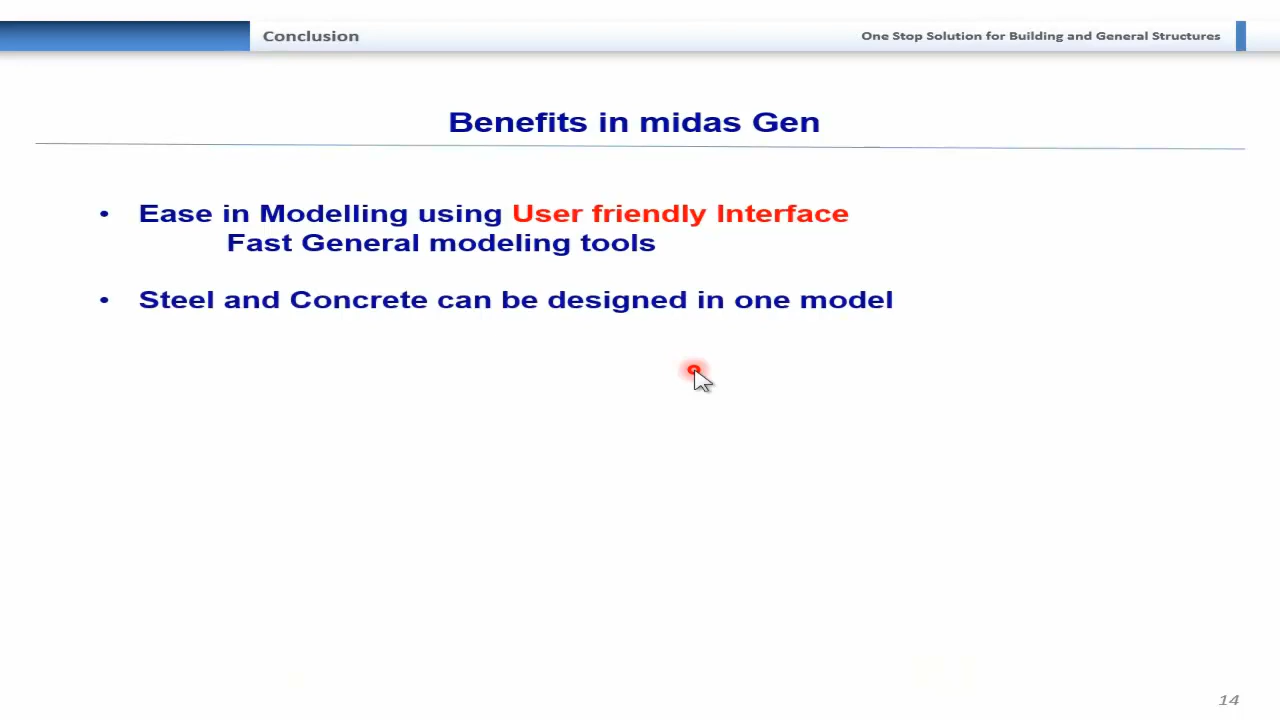 Conclusion
One Stop Solution for Building and General Structures
Benefits in midas Gen
• Ease in Modelling using User friendly Interface
Fast General modeling tools
• Steel and Concrete can be designed in one model
14